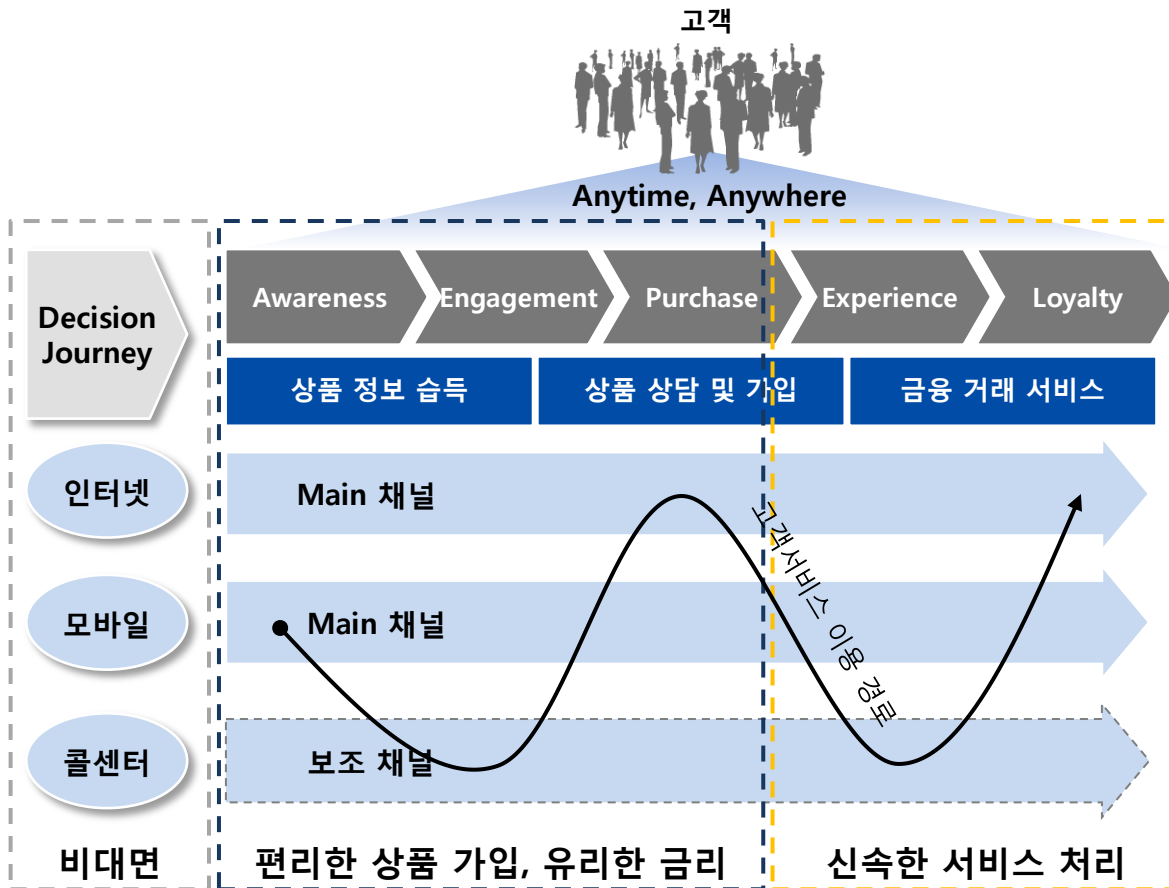 고객
Anytime, Anywhere
Decision
Journey
Awareness
Engagement
Purchase
Experience
Loyalty
상품 정보 습득
상품 상담 및 가입
금융 거래 서비스
인터넷
Main 채널
고객서비스 이용 경로
모바일
Main 채널
콜센터
보조 채널
비대면
편리한 상품 가입, 유리한 금리
신속한 서비스 처리